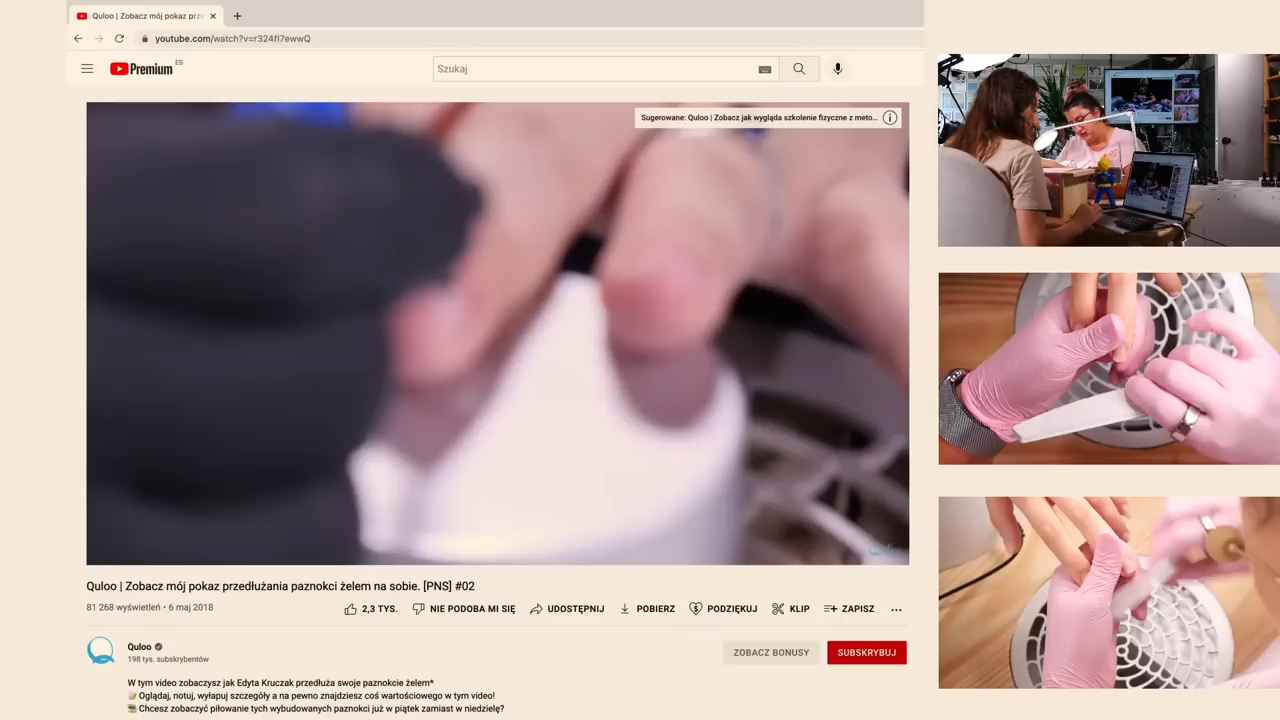 Quloo | Zobacz mój pokaz prze
youtube.com/watch?v=r324fI7ewwQ
Premium ES
Szukaj
Sugerowane: Quloo | Zobacz jak wygląda szkolenie fizyczne z meto...
Quloo | Zobacz mój pokaz przedłużania paznokci żelem na sobie. [PNS] #02
81 268 wyświetleń • 6 maj 2018
2,3 TYS. NIE PODOBA MI SIĘ UDOSTĘPNIJ POBIERZ PODZIĘKUJ KLIP ZAPISZ
Quloo
198 tys. subskrybentów
ZOBACZ BONUSY SUBSKRYBUJ
W tym video zobaczysz jak Edyta Kruczak przedłuża swoje paznokcie żelem*
Oglądaj, notuj, wyłapuj szczegóły a na pewno znajdziesz coś wartościowego w tym video!
Chcesz zobaczyć piłowanie tych wybudowanych paznokci już w piątek zamiast w niedzielę?